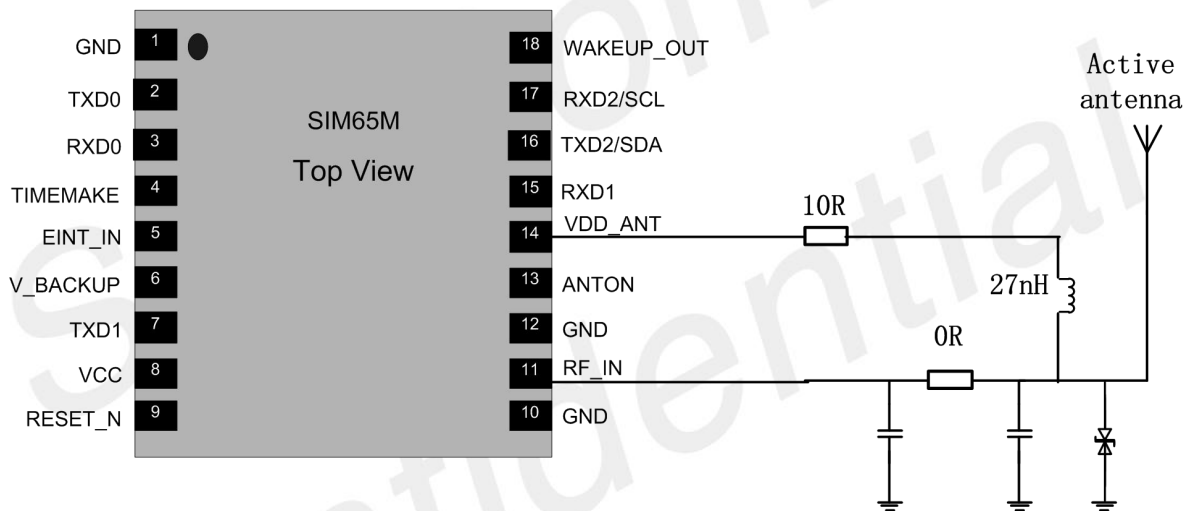 GND 1
TXD0 2
RXD0 3
TIMEMAKE 4
EINT_IN 5
V_BACKUP 6
TXD1 7
VCC 8
RESET_N 9
SIM65M
Top View
18 WAKEUP_OUT
17 RXD2/SCL
16 TXD2/SDA
15 RXD1
14 VDD_ANT
13 ANTON
12 GND
11 RF_IN
10 GND
10R
27nH
0R
Active
antenna